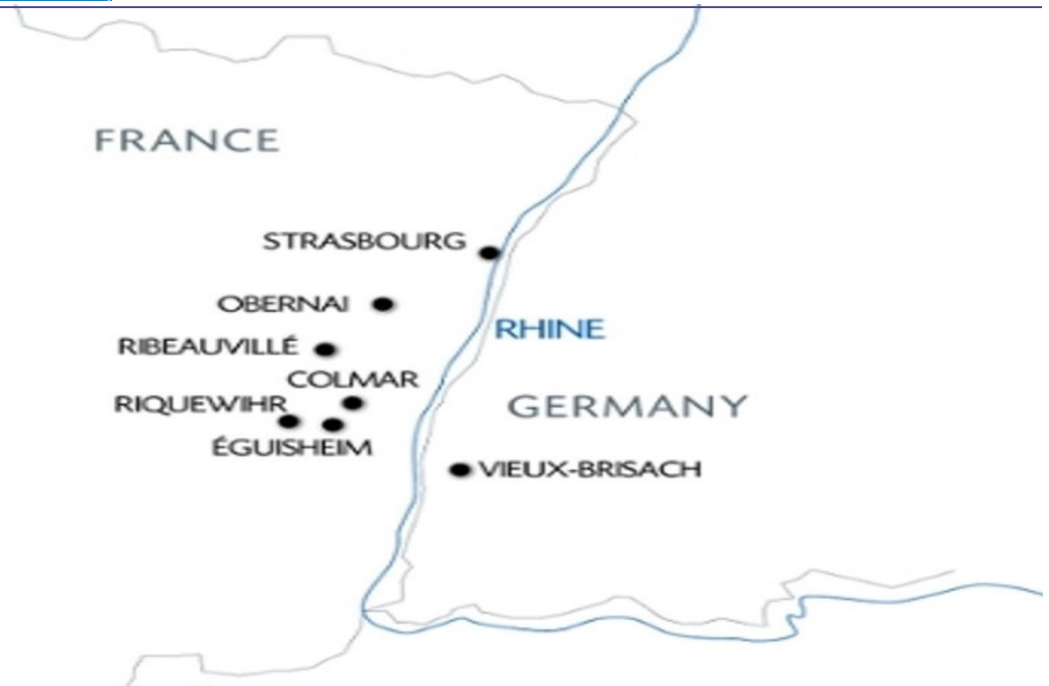 FRANCE
STRASBOURG
OBERNAI
RHINE
RIBEAUVILLÉ
COLMAR
RIQUEWIHR
GERMANY
ÉGUISHEIM
VIEUX-BRISACH